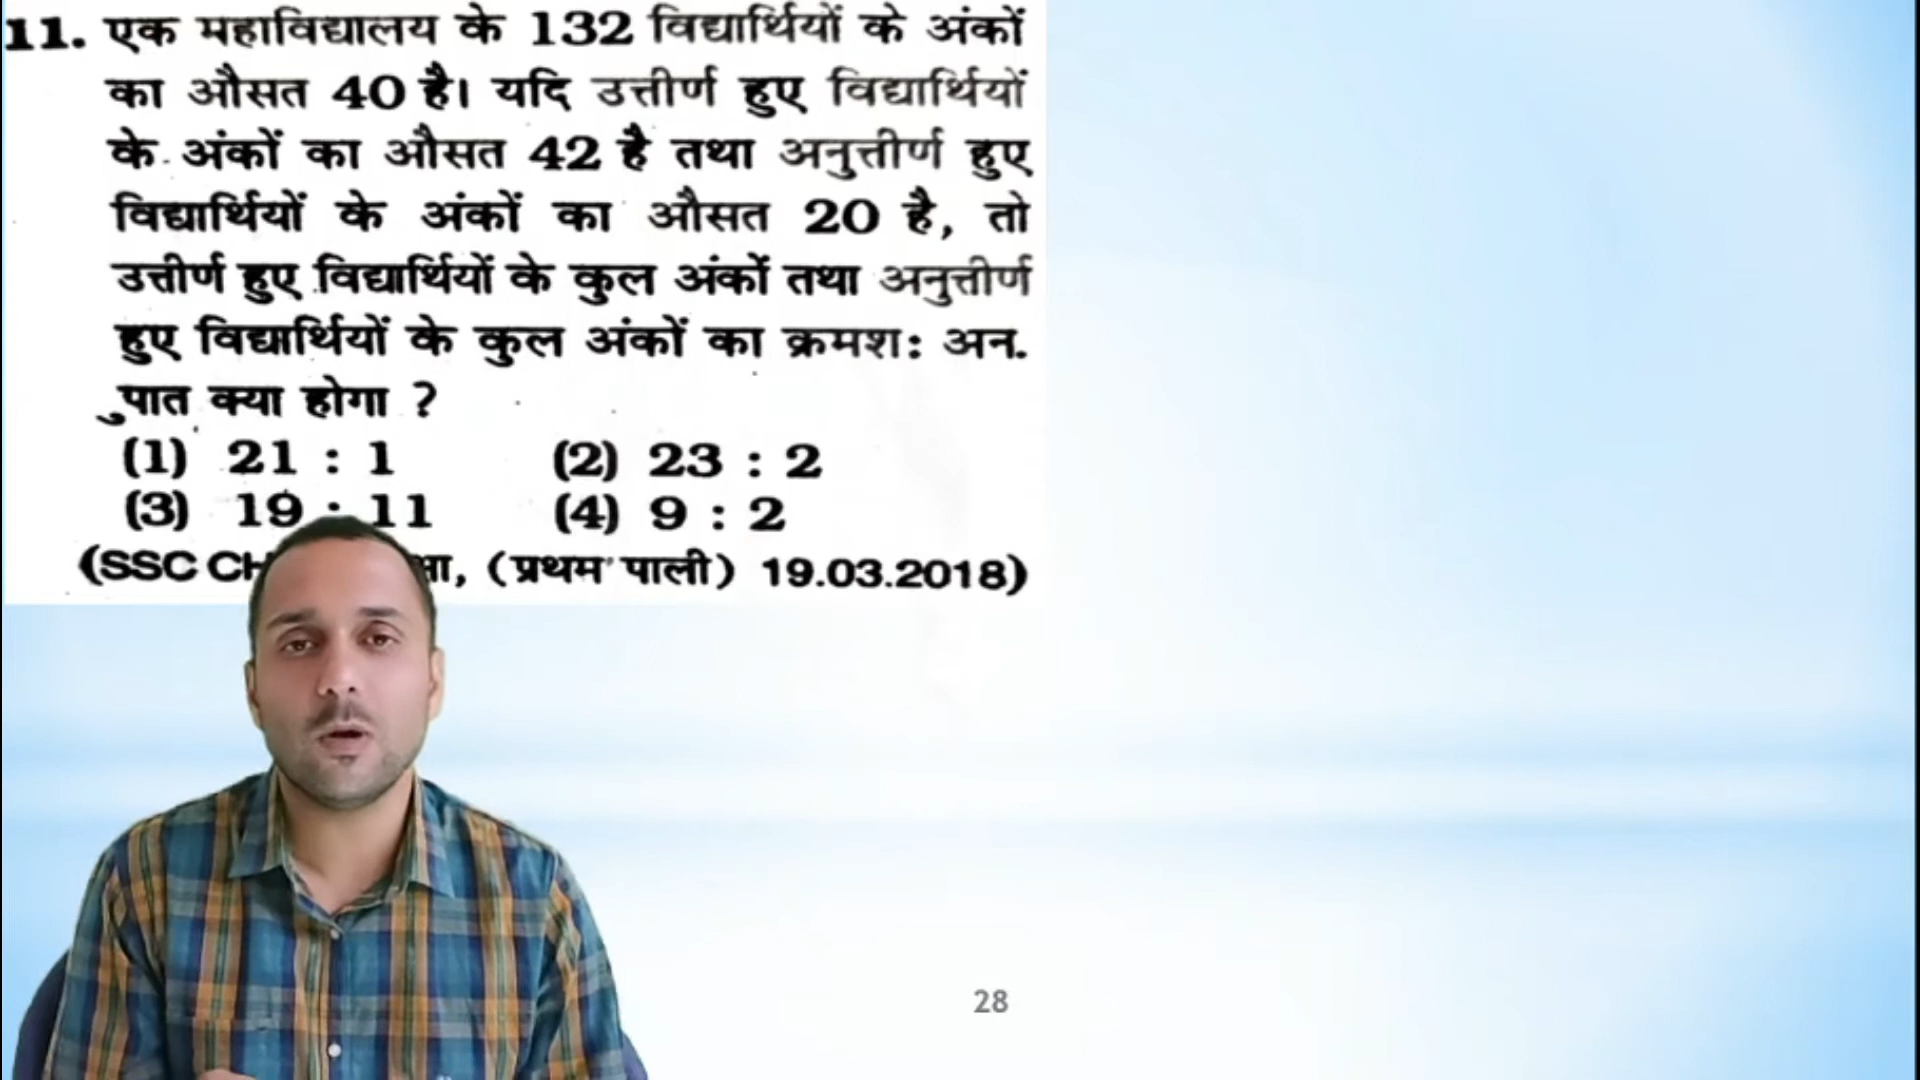 11. एक महाविद्यालय के 132 विद्यार्थियों के अंकों
का औसत 40 है। यदि उत्तीर्ण हुए विद्यार्थियों
के अंकों का औसत 42 है तथा अनुत्तीर्ण हुए
विद्यार्थियों के अंकों का औसत 20 है, तो
उत्तीर्ण हुए विद्यार्थियों के कुल अंकों तथा अनुत्तीर्ण
हुए विद्यार्थियों के कुल अंकों का क्रमशः अन.
ुपात क्या होगा ?
(1) 21 : 1 (2) 23 : 2
(3) 19 : 11 (4) 9 : 2
(SSC (प्रथम पाली) 19.03.2018)
28